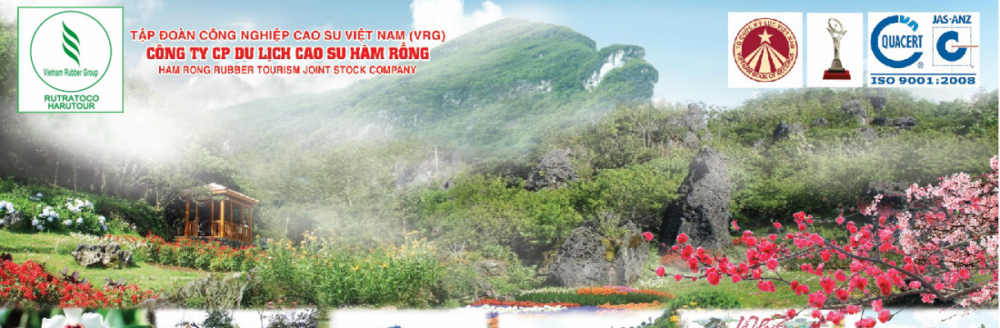 TẬP ĐOÀN CÔNG NGHIỆP CAO SU VIỆT NAM (VRG)
CÔNG TY CP DU LỊCH CAO SU HÀM RỒNG
HAM RONG RUBBER TOURISM JOINT STOCK COMPANY
Vietnam Rubber Group
RUTRATOCO
HARUTOUR
QUACERT
JAS-ANZ
ISO 9001:2008